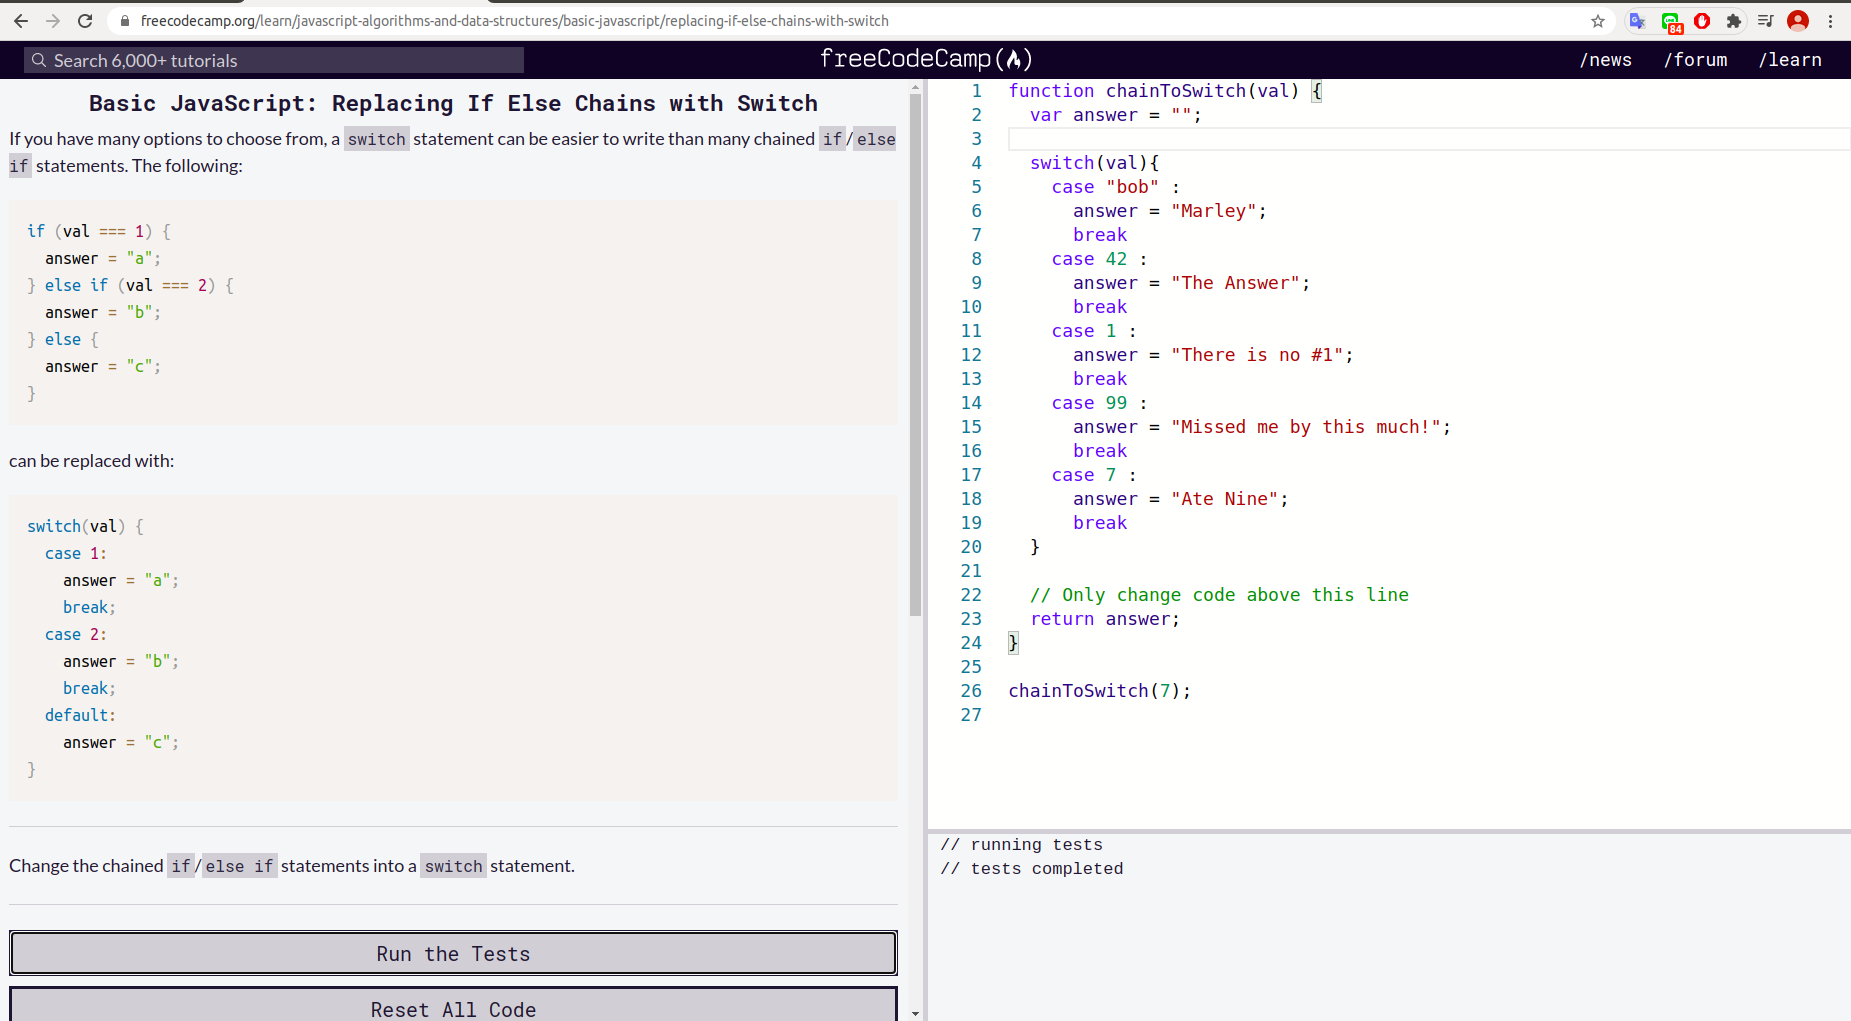 freecodecamp.org/learn/javascript-algorithms-and-data-structures/basic-javascript/replacing-if-else-chains-with-switch
84
Search 6,000+ tutorials
freeCodeCamp
/news
/forum
/learn
Basic JavaScript: Replacing If Else Chains with Switch
If you have many options to choose from, a switch statement can be easier to write than many chained if/else
if statements. The following:
if (val === 1) {
  answer = "a";
} else if (val === 2) {
  answer = "b";
} else {
  answer = "c";
}
can be replaced with:
switch(val) {
  case 1:
    answer = "a";
    break;
  case 2:
    answer = "b";
    break;
  default:
    answer = "c";
}
Change the chained if/else if statements into a switch statement.
Run the Tests
Reset All Code
1 function chainToSwitch(val) {
2   var answer = "";
3
4   switch(val){
5     case "bob" :
6       answer = "Marley";
7       break
8     case 42 :
9       answer = "The Answer";
10       break
11     case 1 :
12       answer = "There is no #1";
13       break
14     case 99 :
15       answer = "Missed me by this much!";
16       break
17     case 7 :
18       answer = "Ate Nine";
19       break
20   }
21
22   // Only change code above this line
23   return answer;
24 }
25
26 chainToSwitch(7);
27
// running tests
// tests completed